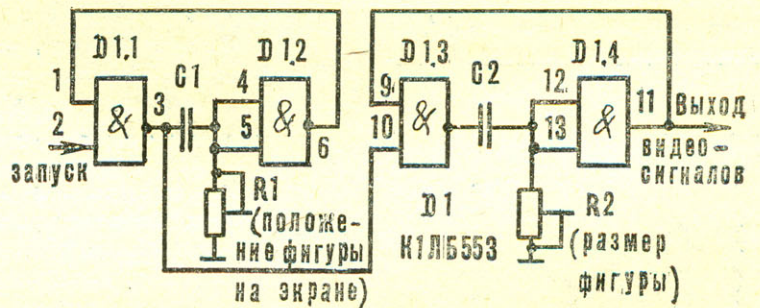 D1.1
D1.2
D1.3
D1.4
1
2
3
C1
4
5
6
9
10
C2
12
13
11
&
&
&
&
запуск
Выход
видео-
сигналов
R1
(положе-
ние фигуры
на экране)
D1
К1ЛБ553
R2
(размер
фигуры)